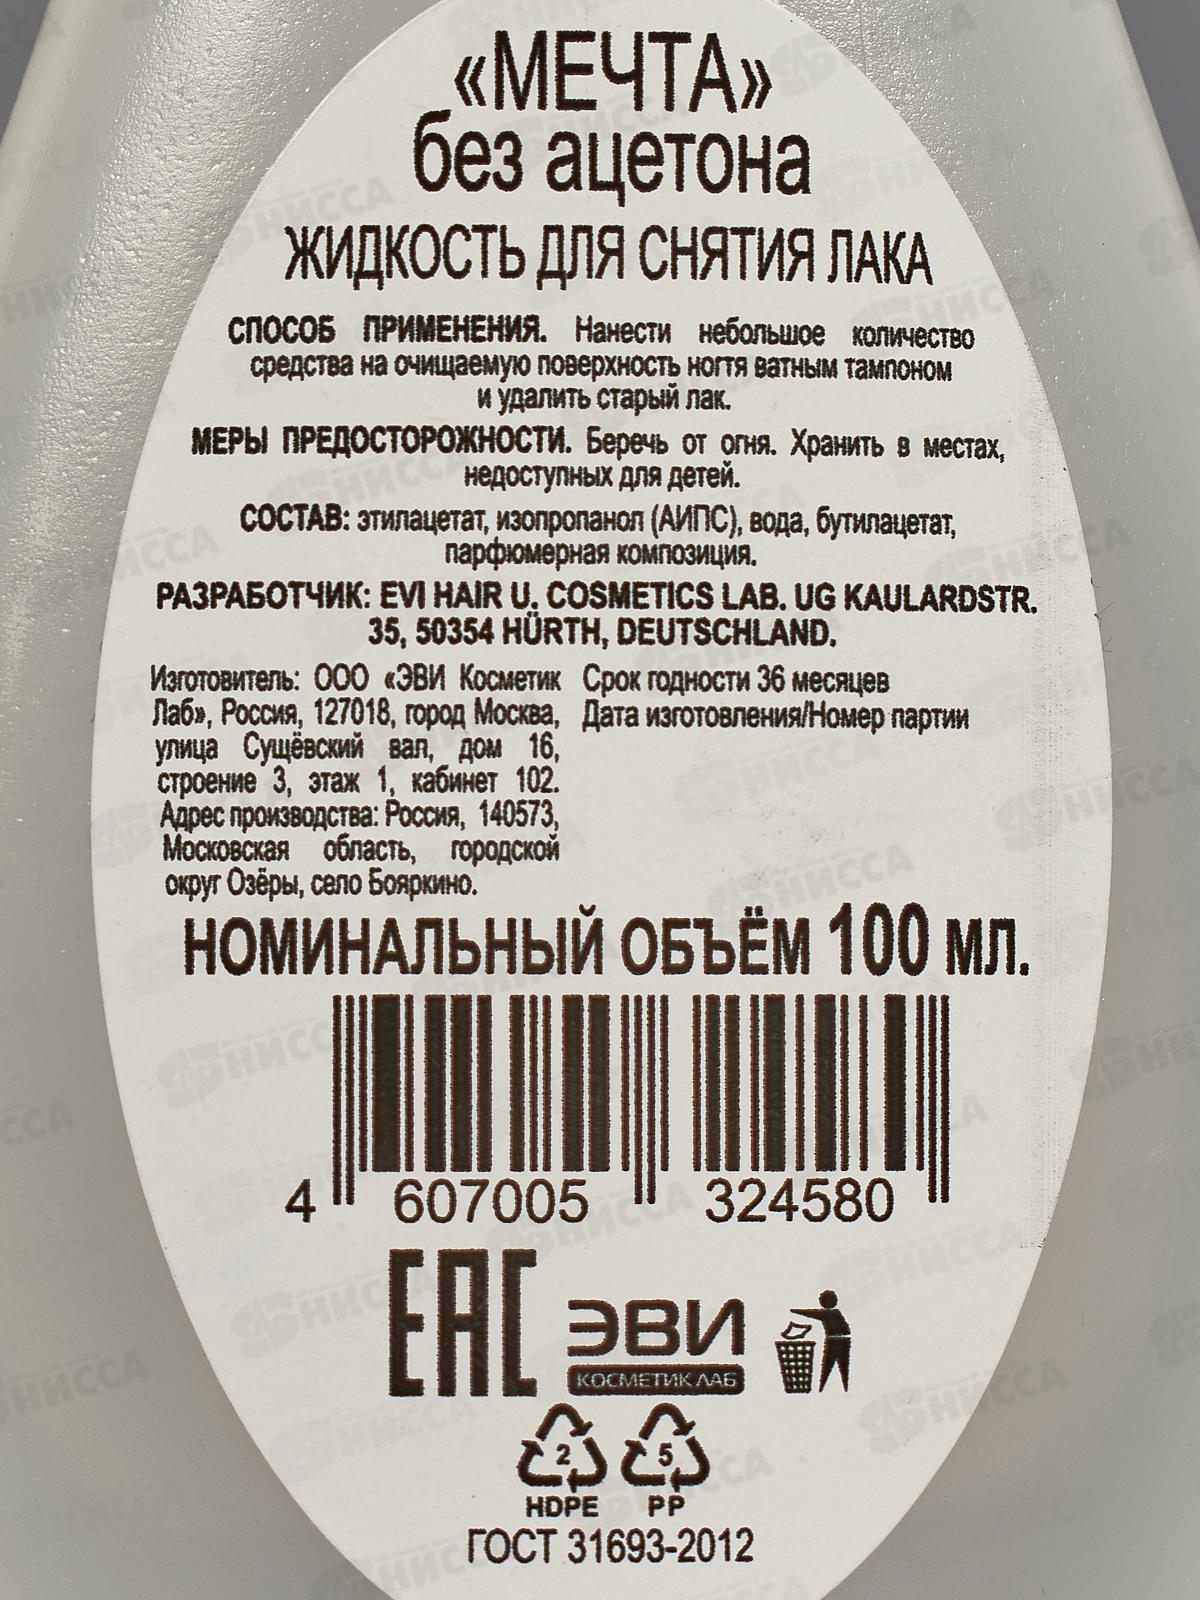 «МЕЧТА»
без ацетона
ЖИДКОСТЬ ДЛЯ СНЯТИЯ ЛАКА
СПОСОБ ПРИМЕНЕНИЯ. Нанести небольшое количество
средства на очищаемую поверхность ногтя ватным тампоном
и удалить старый лак.
МЕРЫ ПРЕДОСТОРОЖНОСТИ. Беречь от огня. Хранить в местах,
недоступных для детей.
СОСТАВ: этилацетат, изопропанол (АИПС), вода, бутилацетат,
парфюмерная композиция.
РАЗРАБОТЧИК: EVI HAIR U. COSMETICS LAB. UG KAULARDSTR.
35, 50354 HÜRTH, DEUTSCHLAND.
Изготовитель: ООО «ЭВИ Косметик
Лаб», Россия, 127018, город Москва,
улица Сущёвский вал, дом 16,
строение 3, этаж 1, кабинет 102.
Адрес производства: Россия, 140573,
Московская область, городской
округ Озёры, село Бояркино.
Срок годности 36 месяцев
Дата изготовления/Номер партии
НОМИНАЛЬНЫЙ ОБЪЁМ 100 МЛ.
4 607005 324580
ЕАС
ЭВИ
КОСМЕТИК ЛАБ
2 5
HDPE PP
ГОСТ 31693-2012